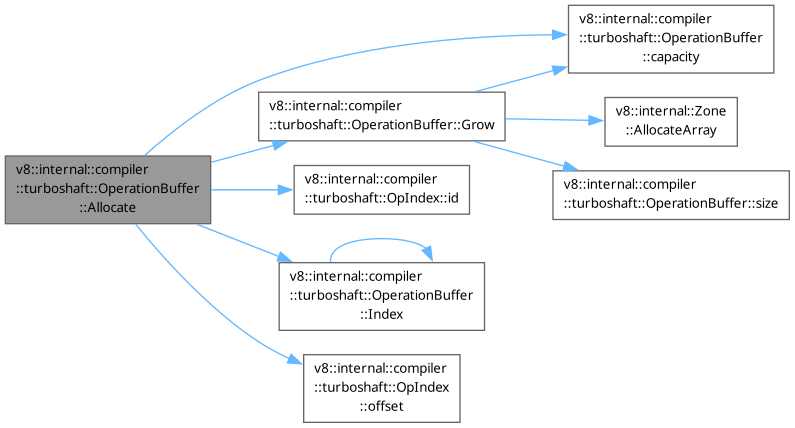 v8::internal::compiler
::turboshaft::OperationBuffer
::capacity
v8::internal::compiler
::turboshaft::OperationBuffer::Grow
v8::internal::Zone
::AllocateArray
v8::internal::compiler
::turboshaft::OperationBuffer
::Allocate
v8::internal::compiler
::turboshaft::OpIndex::id
v8::internal::compiler
::turboshaft::OperationBuffer::size
v8::internal::compiler
::turboshaft::OperationBuffer
::Index
v8::internal::compiler
::turboshaft::OpIndex
::offset